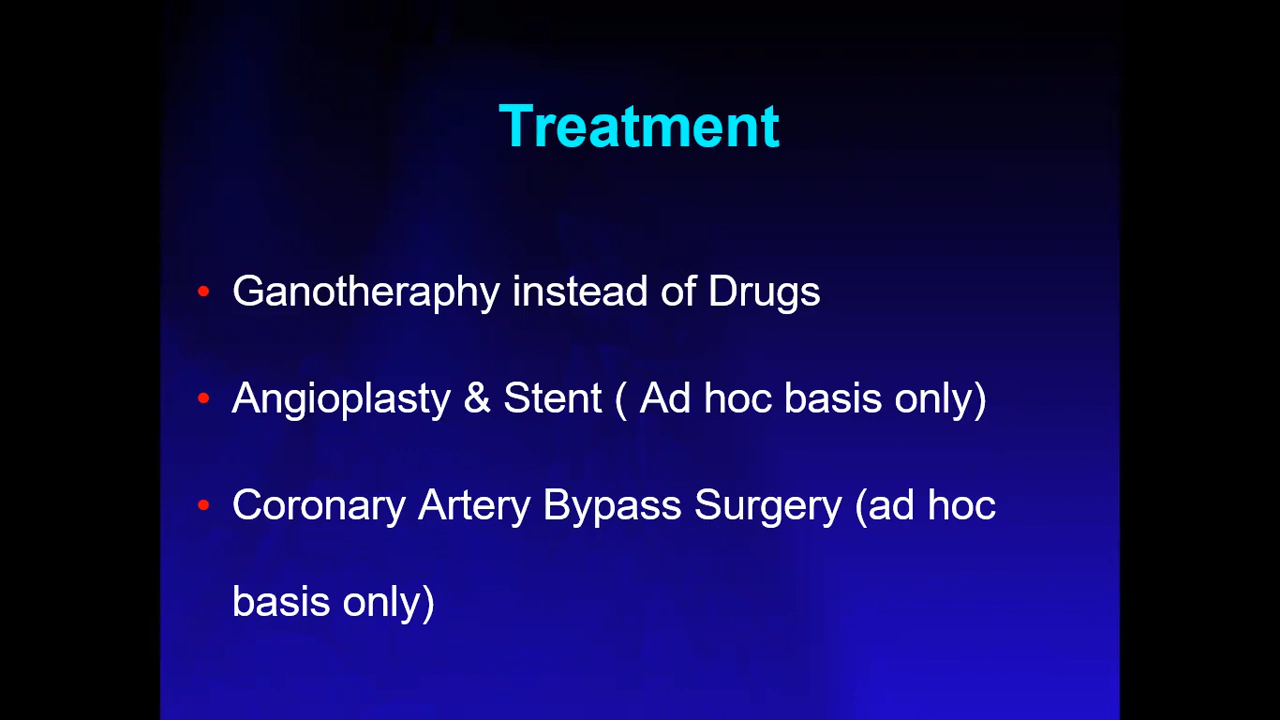 Treatment
• Ganotheraphy instead of Drugs
• Angioplasty & Stent ( Ad hoc basis only)
• Coronary Artery Bypass Surgery (ad hoc
basis only)